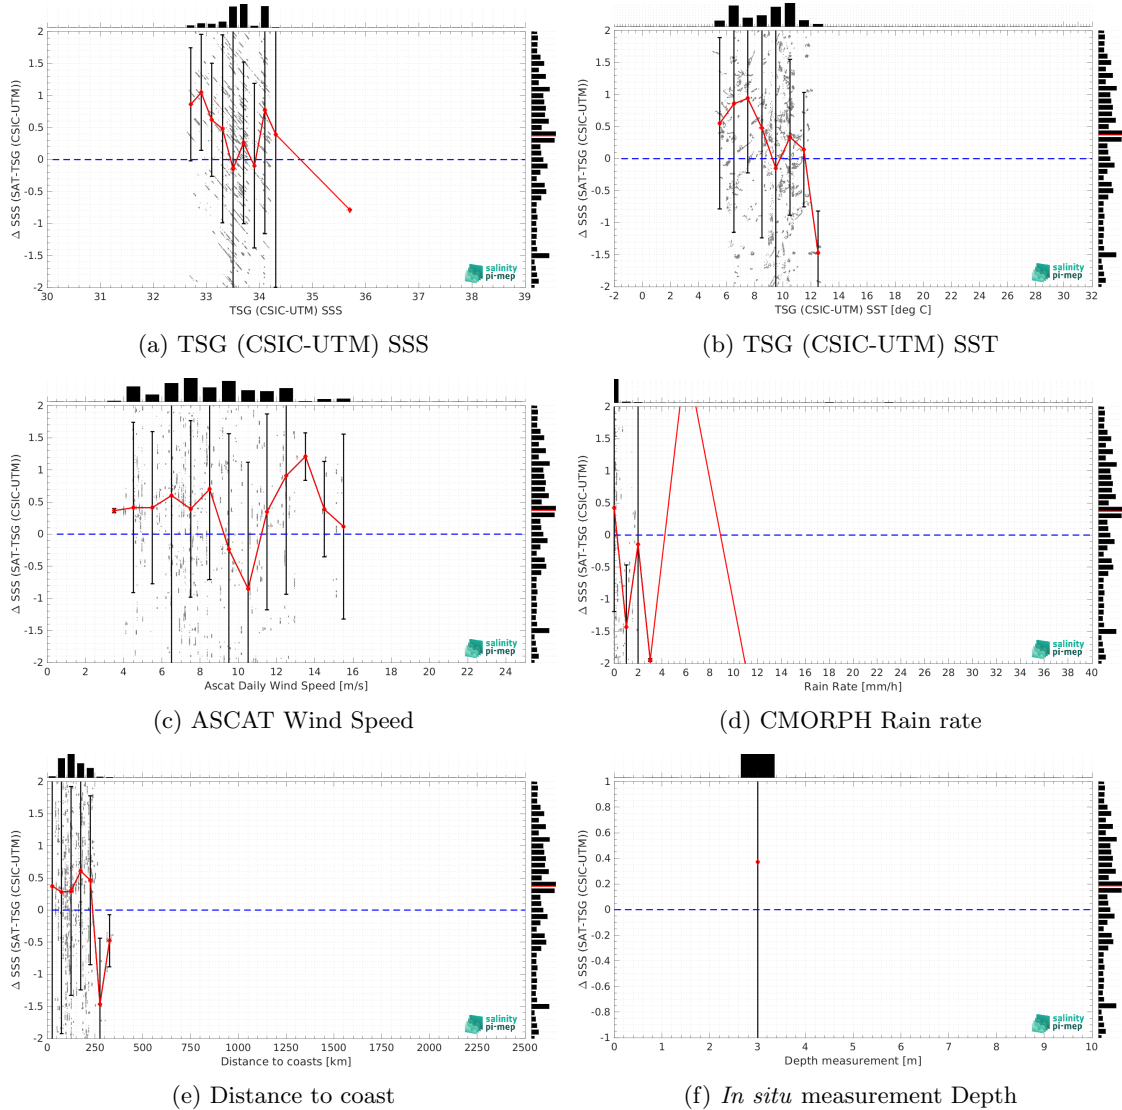 2
1.5
1
0.5
0
-0.5
-1
-1.5
-2
Δ SSS (SAT-TSG (CSIC-UTM))
30 31 32 33 34 35 36 37 38 39
TSG (CSIC-UTM) SSS
salinity
pi-mep
(a) TSG (CSIC-UTM) SSS
2
1.5
1
0.5
0
-0.5
-1
-1.5
-2
Δ SSS (SAT-TSG (CSIC-UTM))
-2 0 2 4 6 8 10 12 14 16 18 20 22 24 26 28 30 32
TSG (CSIC-UTM) SST [deg C]
salinity
pi-mep
(b) TSG (CSIC-UTM) SST
2
1.5
1
0.5
0
-0.5
-1
-1.5
-2
Δ SSS (SAT-TSG (CSIC-UTM))
0 2 4 6 8 10 12 14 16 18 20 22 24
Ascat Daily Wind Speed [m/s]
salinity
pi-mep
(c) ASCAT Wind Speed
2
1.5
1
0.5
0
-0.5
-1
-1.5
-2
Δ SSS (SAT-TSG (CSIC-UTM))
0 2 4 6 8 10 12 14 16 18 20 22 24 26 28 30 32 34 36 38 40
Rain Rate [mm/h]
salinity
pi-mep
(d) CMORPH Rain rate
2
1.5
1
0.5
0
-0.5
-1
-1.5
-2
Δ SSS (SAT-TSG (CSIC-UTM))
0 250 500 750 1000 1250 1500 1750 2000 2250 2500
Distance to coasts [km]
salinity
pi-mep
(e) Distance to coast
1
0.8
0.6
0.4
0.2
0
-0.2
-0.4
-0.6
-0.8
-1
Δ SSS (SAT-TSG (CSIC-UTM))
0 1 2 3 4 5 6 7 8 9 10
Depth measurement [m]
salinity
pi-mep
(f) In situ measurement Depth